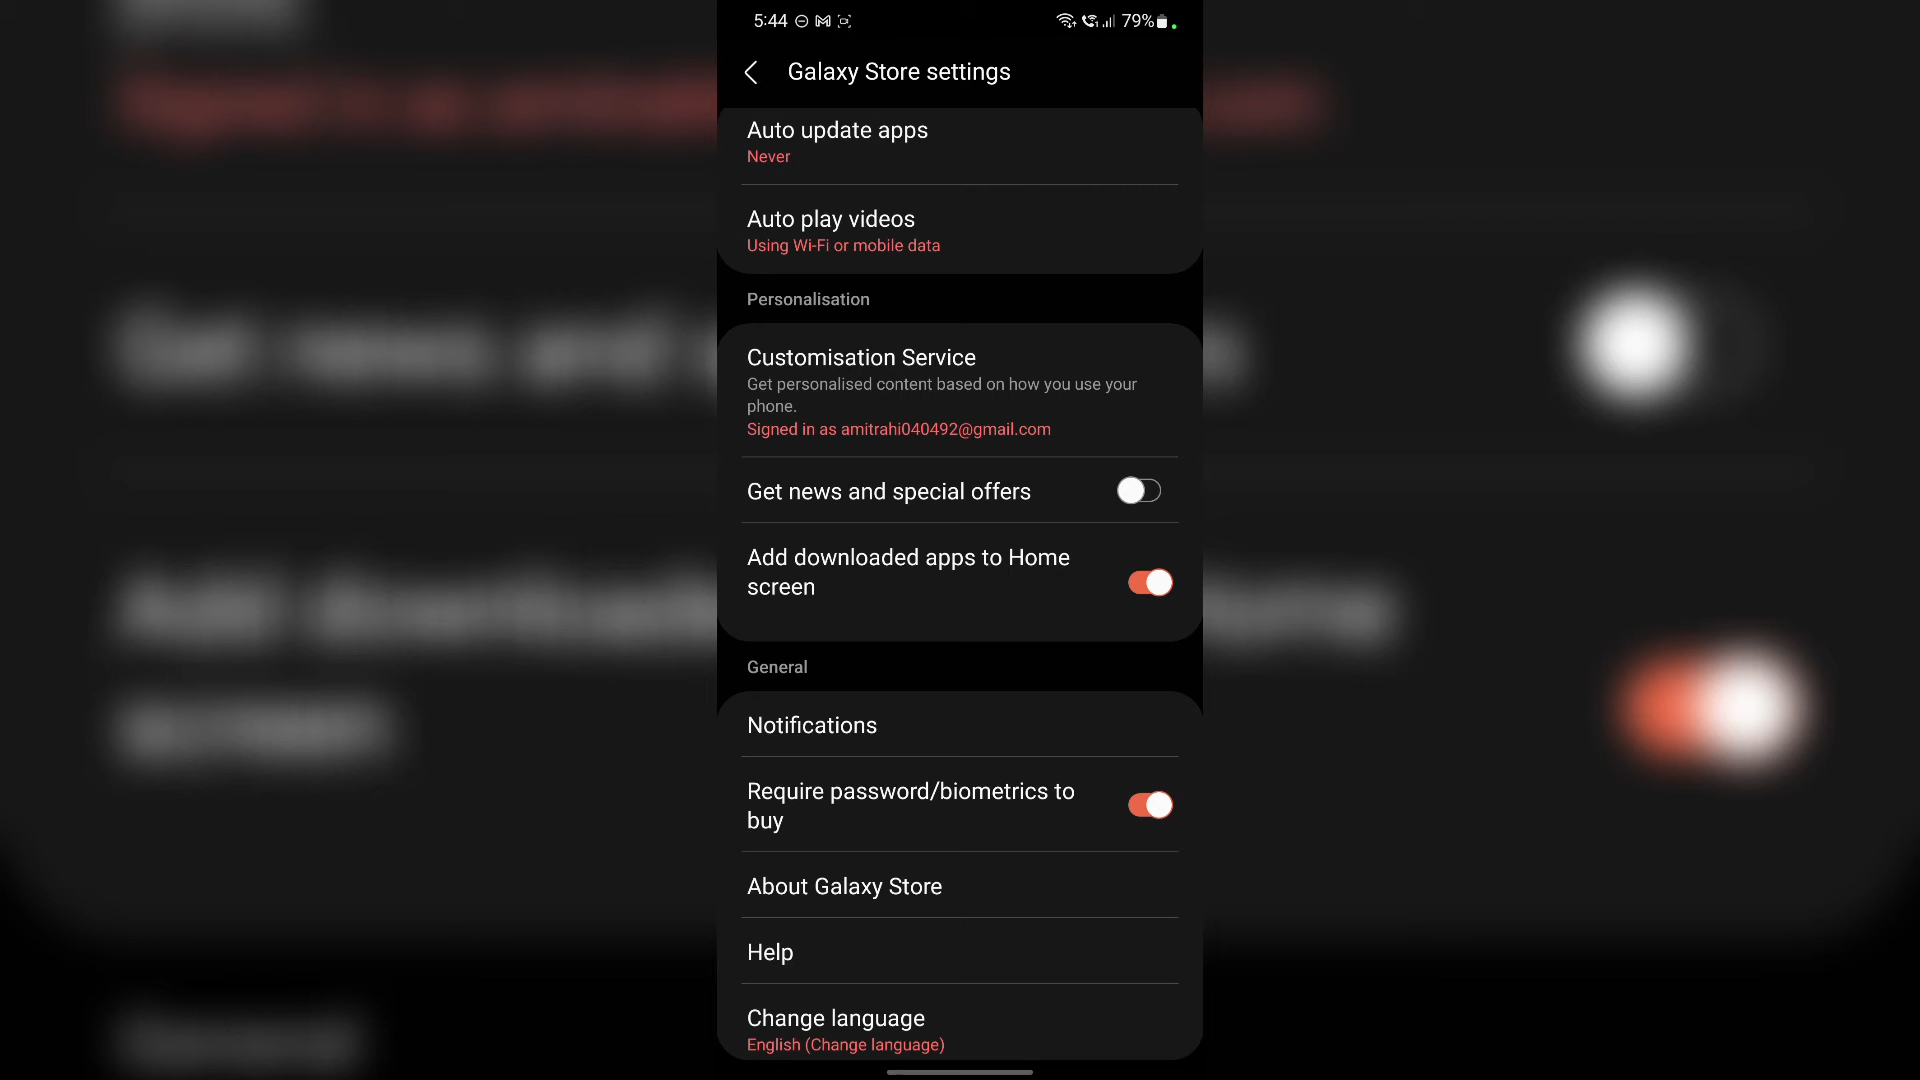 5:44 79%
Galaxy Store settings
Auto update apps
Never
Auto play videos
Using Wi-Fi or mobile data
Personalisation
Customisation Service
Get personalised content based on how you use your
phone.
Signed in as amitrahi040492@gmail.com
Get news and special offers
Add downloaded apps to Home
screen
General
Notifications
Require password/biometrics to
buy
About Galaxy Store
Help
Change language
English (Change language)